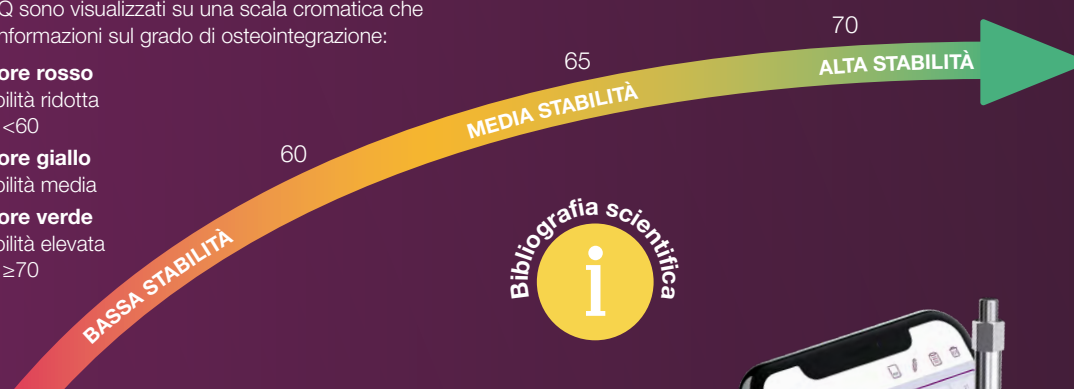 Q sono visualizzati su una scala cromatica che
nformazioni sul grado di osteointegrazione:
ore rosso
bilità ridotta
<60
ore giallo
bilità media
ore verde
bilità elevata
≥70
BASSA STABILITÀ
60
MEDIA STABILITÀ
65
ALTA STABILITÀ
70
Bibliografia scientifica
i